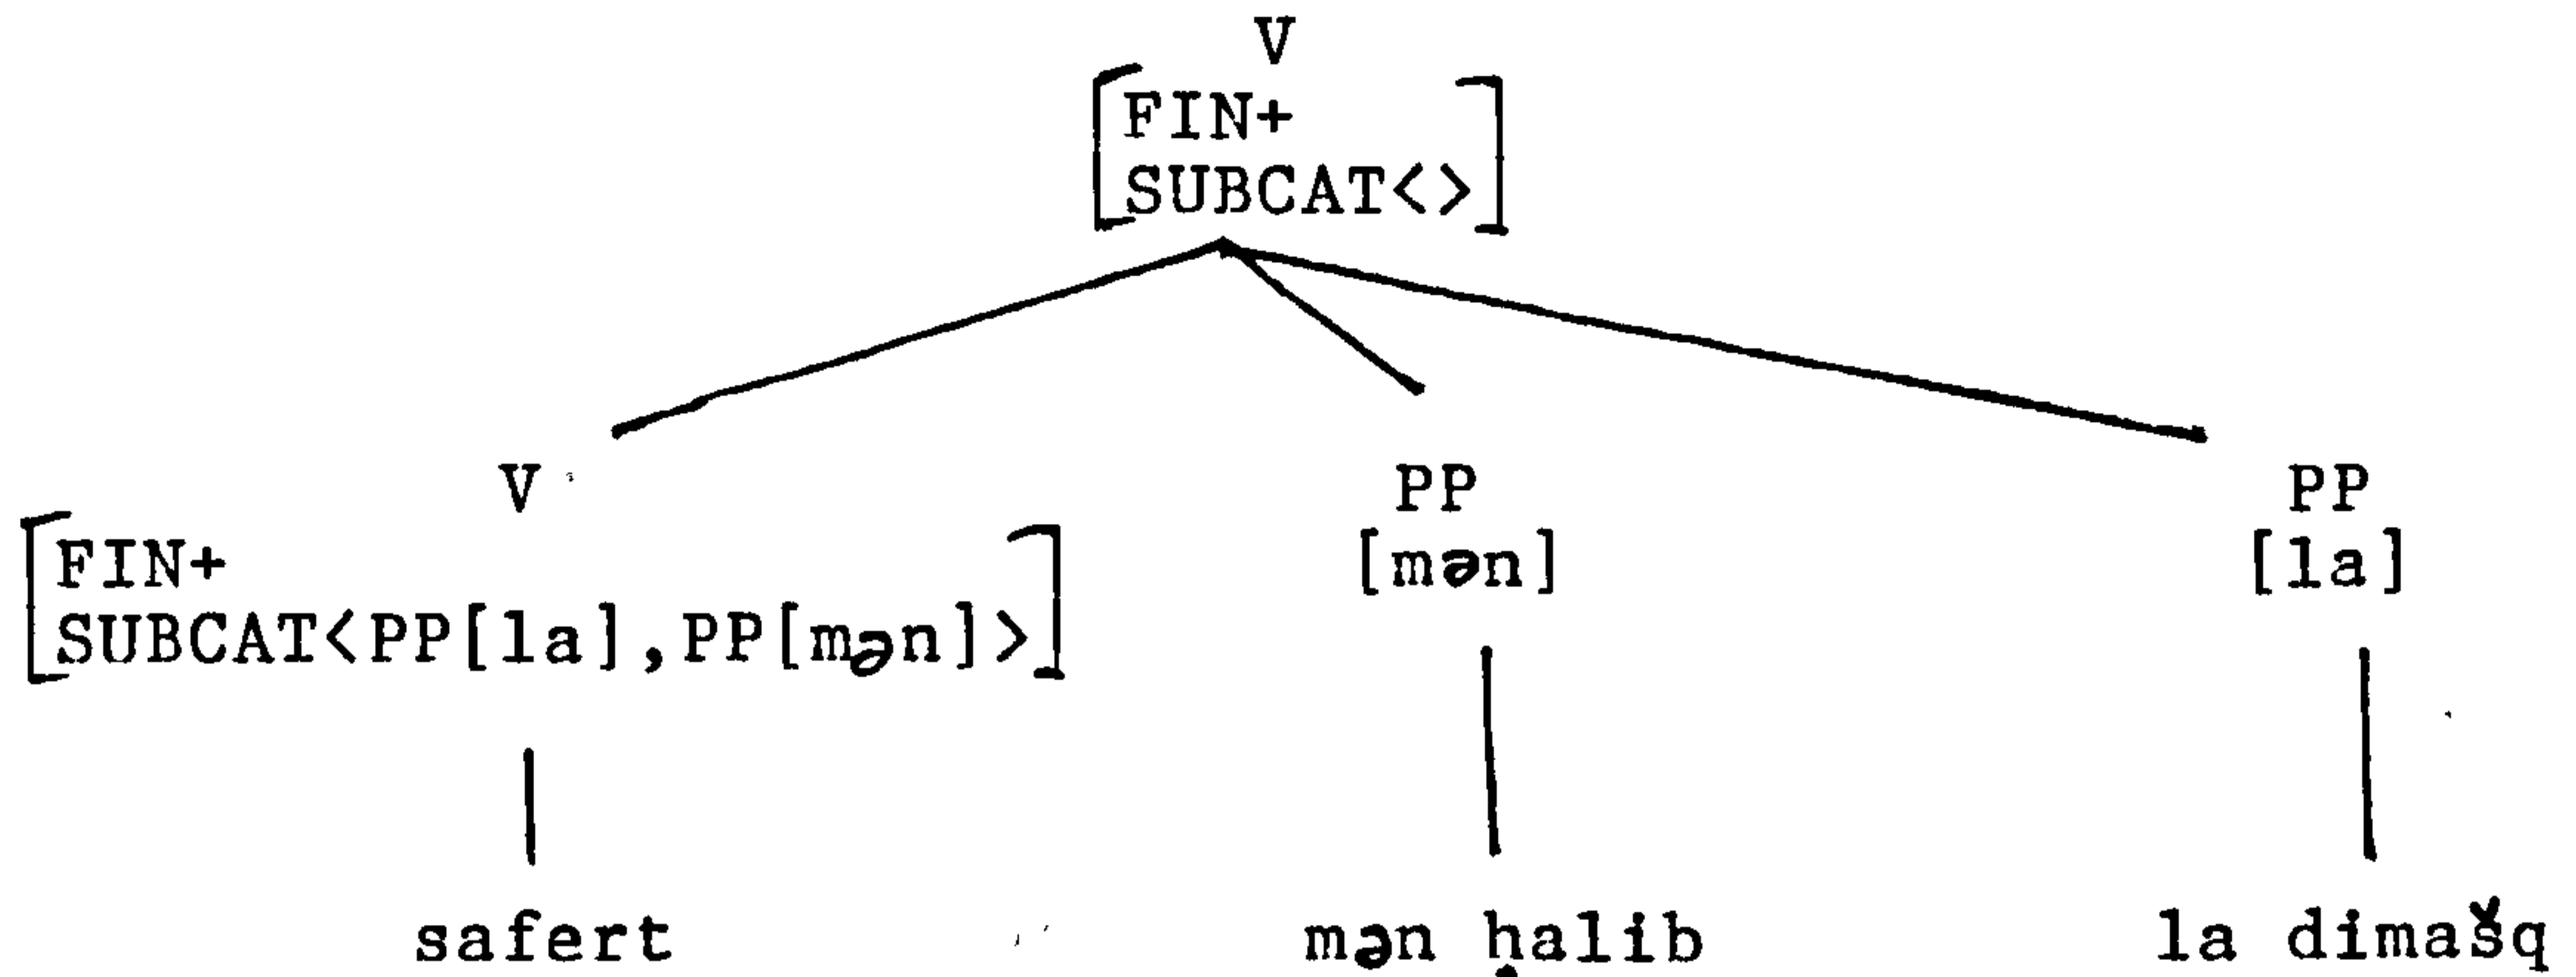 V
[FIN+
SUBCAT<>]
V PP PP
[FIN+ [mən] [la]
SUBCAT<PP[la],PP[mən]>]
safert mən ḥalib la dimašq